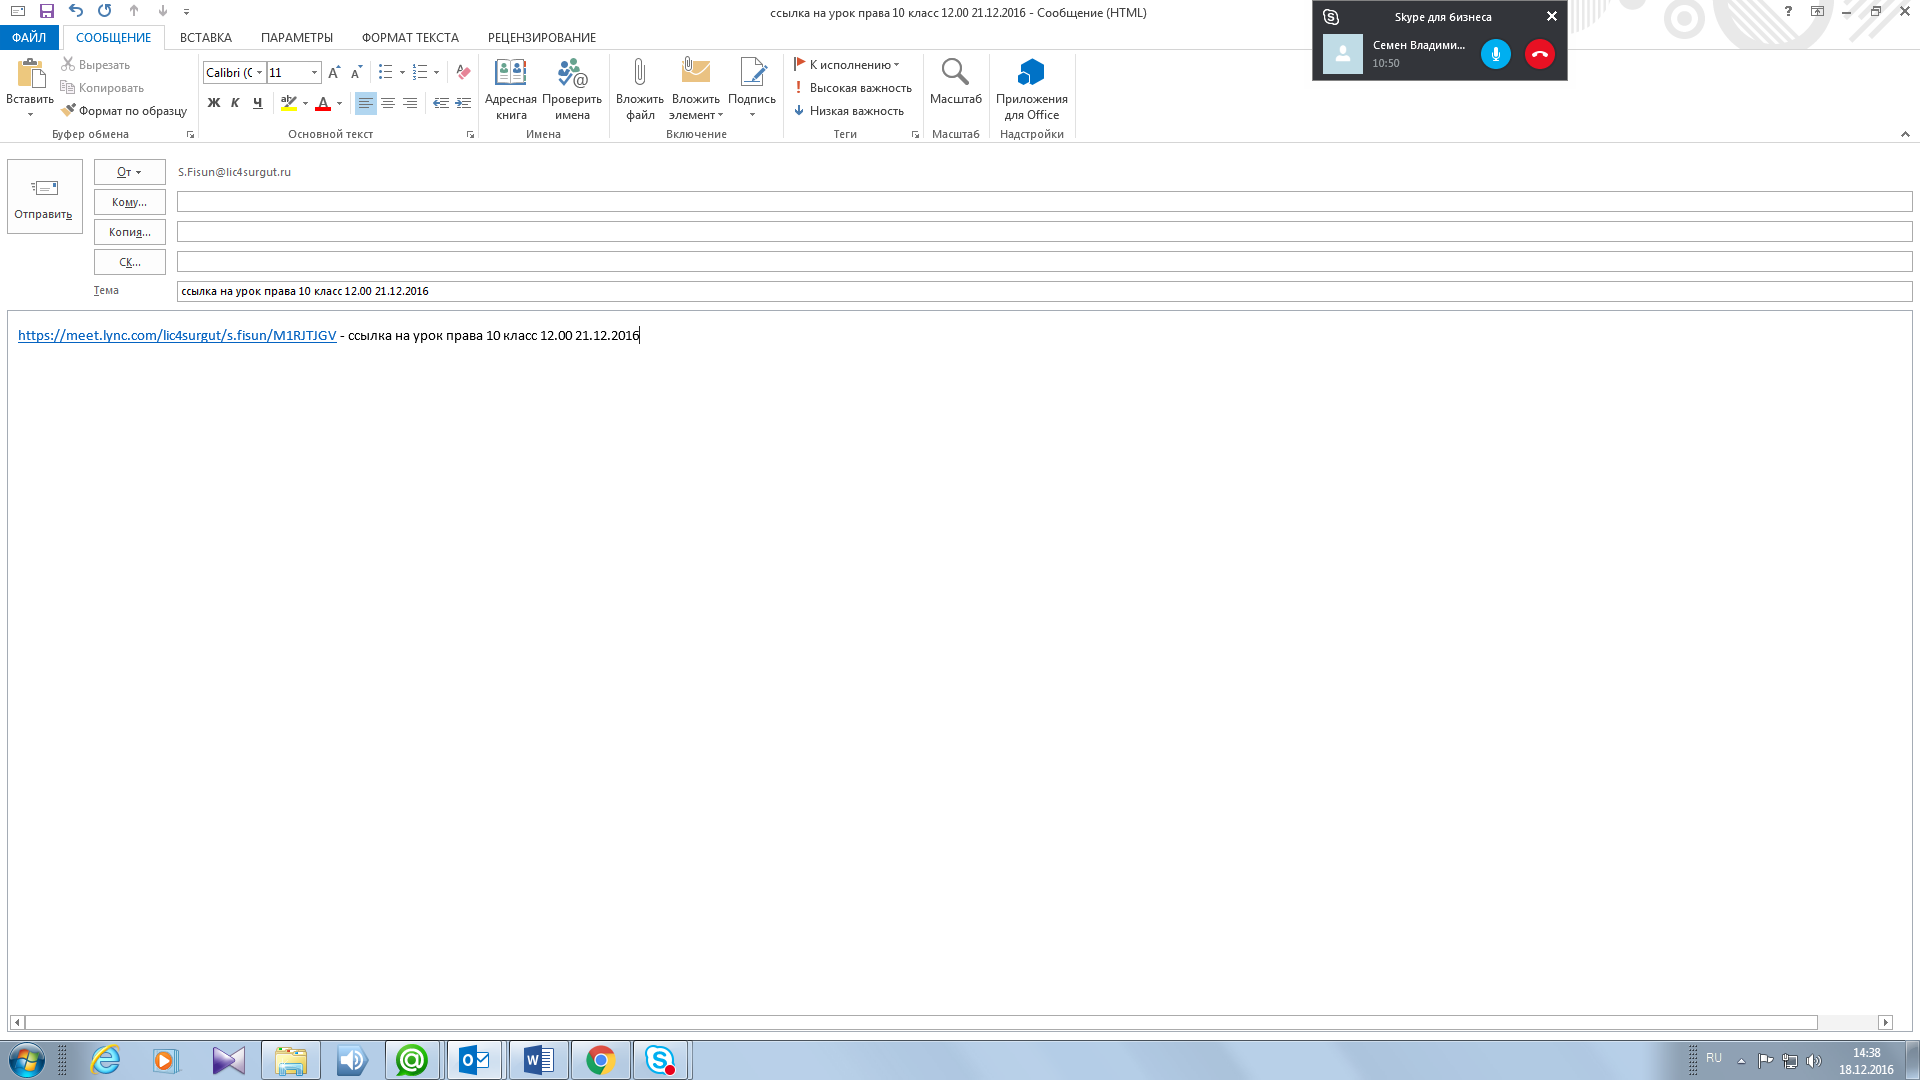 ссылка на урок права 10 класс 12.00 21.12.2016 - Сообщение (HTML)
Skype для бизнеса
Семен Владими...
10:50
ФАЙЛ СООБЩЕНИЕ ВСТАВКА ПАРАМЕТРЫ ФОРМАТ ТЕКСТА РЕЦЕНЗИРОВАНИЕ
Вставить
Вырезать
Копировать
Формат по образцу
Буфер обмена
Calibri (С 11
Ж К Ч
Основной текст
Адресная книга
Проверить имена
Имена
Вложить файл
Вложить элемент
Подпись
Включение
К исполнению
Высокая важность
Низкая важность
Теги
Масштаб
Масштаб
Приложения для Office
Надстройки
Отправить
От S.Fisun@lic4surgut.ru
Кому...
Копия...
СК...
Тема ссылка на урок права 10 класс 12.00 21.12.2016
https://meet.lync.com/lic4surgut/s.fisun/M1RJTJGV - ссылка на урок права 10 класс 12.00 21.12.2016
RU
14:38
18.12.2016